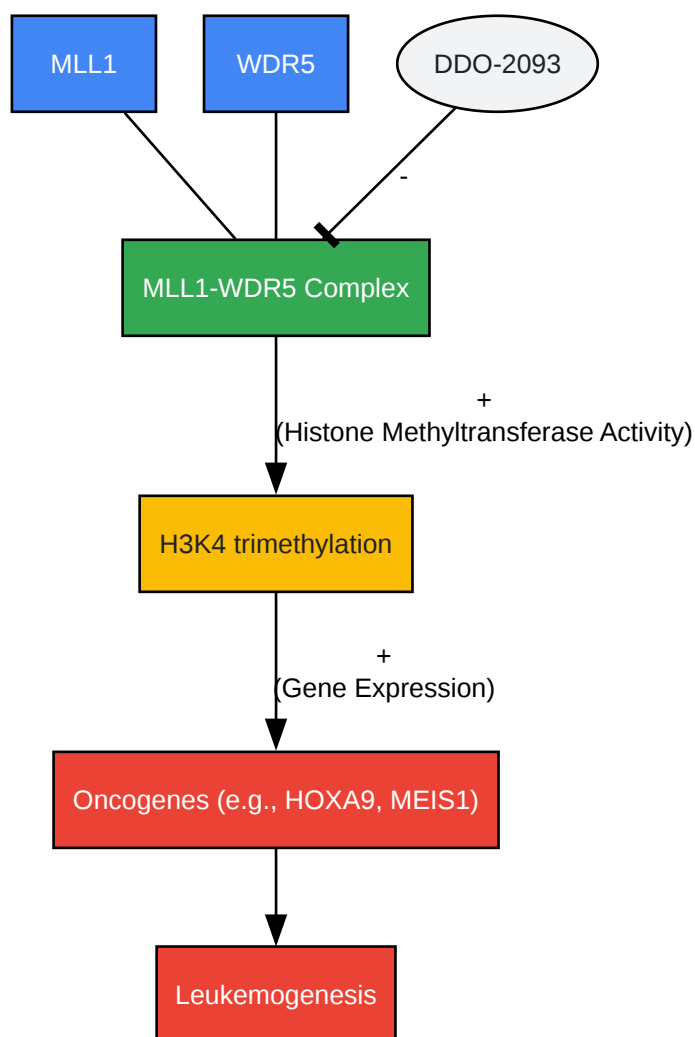 MLL1
WDR5
DDO-2093
-
MLL1-WDR5 Complex
+
(Histone Methyltransferase Activity)
H3K4 trimethylation
+
(Gene Expression)
Oncogenes (e.g., HOXA9, MEIS1)
Leukemogenesis